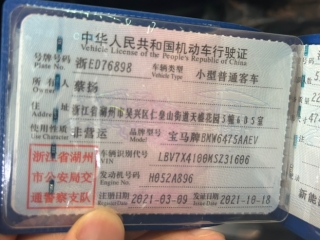 中华人民共和国机动车行驶证
Vehicle License of the People's Republic of China
号牌号码 Plate No. 浙ED76898 车辆类型 Vehicle Type 小型普通客车
所有人 Owner 蔡扬
住址 Address 浙江省湖州市吴兴区仁皇山街道天盛花园3幢605室
使用性质 Use Character 非营运 品牌型号 Model 宝马牌BMW6475AAEV
浙江省湖州市公安局交通警察支队
车辆识别代号 VIN LBV7X4100MSZ31606
发动机号码 Engine No. H052A896
注册日期 Register Date 2021-03-09 发证日期 Issue Date 2021-10-18
新能